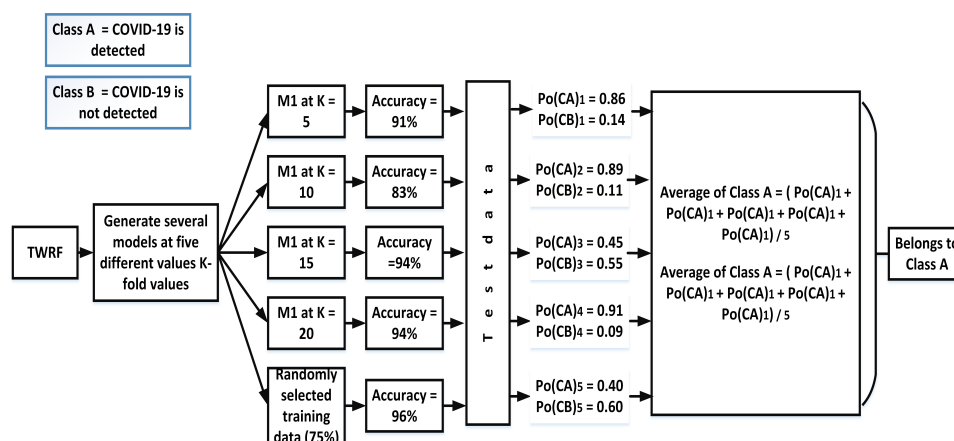 Class A  = COVID-19 is
detected
Class B  = COVID-19 is
not detected
TWRF
Generate several
models at five
different values K-
fold values
M1 at K =
5
Accuracy =
91%
M1 at K =
10
Accuracy =
83%
M1 at K =
15
Accuracy
=94%
M1 at K =
20
Accuracy =
94%
Randomly
selected
training
data (75%)
Accuracy =
96%
Test data
Po(CA)1 = 0.86
Po(CB)1 = 0.14
Po(CA)2 = 0.89
Po(CB)2 = 0.11
Po(CA)3 = 0.45
Po(CB)3 = 0.55
Po(CA)4 = 0.91
Po(CB)4 = 0.09
Po(CA)5 = 0.40
Po(CB)5 = 0.60
Average of Class A = ( Po(CA)1 +
Po(CA)1 + Po(CA)1 + Po(CA)1 +
Po(CA)1) / 5
Average of Class A = ( Po(CA)1 +
Po(CA)1 + Po(CA)1 + Po(CA)1 +
Po(CA)1) / 5
Belongs to
Class A